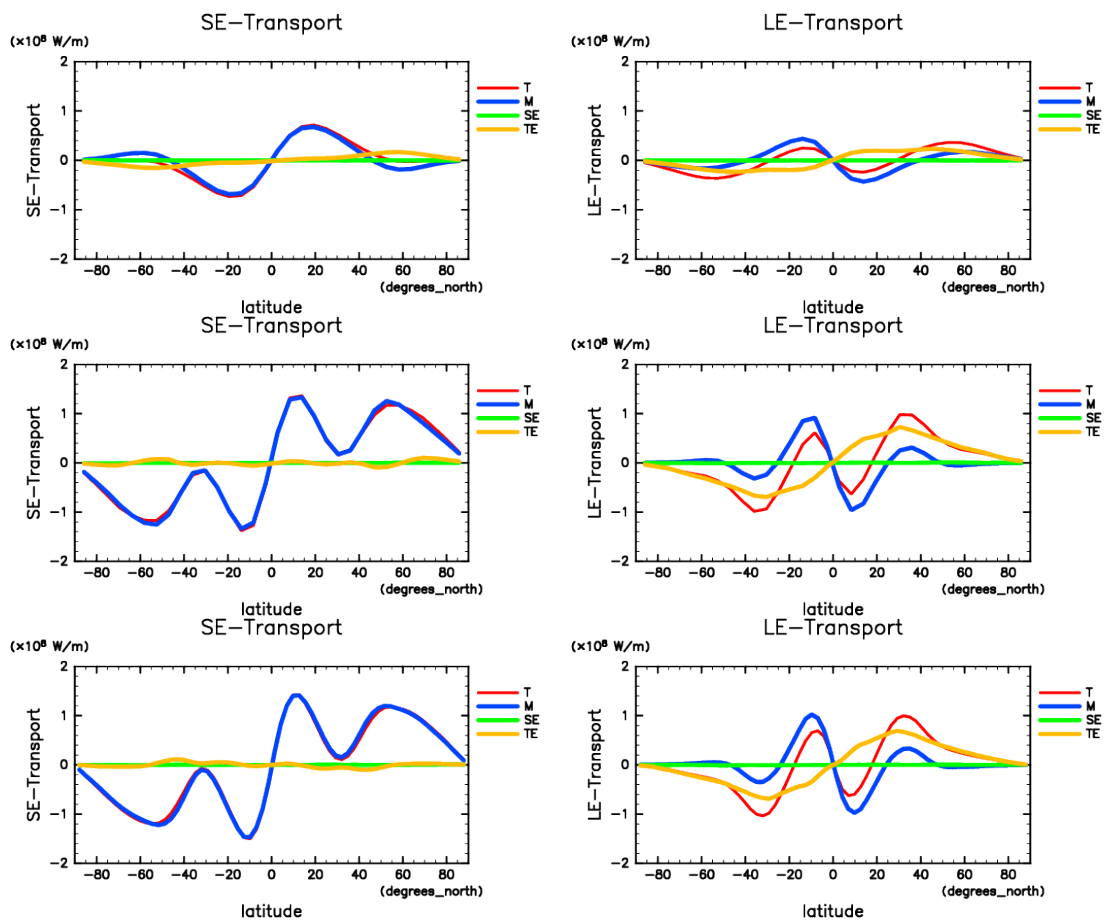 SE−Transport
(×10⁸ W/m)
2
1
0
−1
−2
SE−Transport
−80 −60 −40 −20 0 20 40 60 80
(degrees_north)
latitude
T
M
SE
TE
LE−Transport
(×10⁸ W/m)
2
1
0
−1
−2
LE−Transport
−80 −60 −40 −20 0 20 40 60 80
(degrees_north)
latitude
T
M
SE
TE
SE−Transport
(×10⁸ W/m)
2
1
0
−1
−2
SE−Transport
−80 −60 −40 −20 0 20 40 60 80
(degrees_north)
latitude
T
M
SE
TE
LE−Transport
(×10⁸ W/m)
2
1
0
−1
−2
LE−Transport
−80 −60 −40 −20 0 20 40 60 80
(degrees_north)
latitude
T
M
SE
TE
SE−Transport
(×10⁸ W/m)
2
1
0
−1
−2
SE−Transport
−80 −60 −40 −20 0 20 40 60 80
(degrees_north)
latitude
T
M
SE
TE
LE−Transport
(×10⁸ W/m)
2
1
0
−1
−2
LE−Transport
−80 −60 −40 −20 0 20 40 60 80
(degrees_north)
latitude
T
M
SE
TE